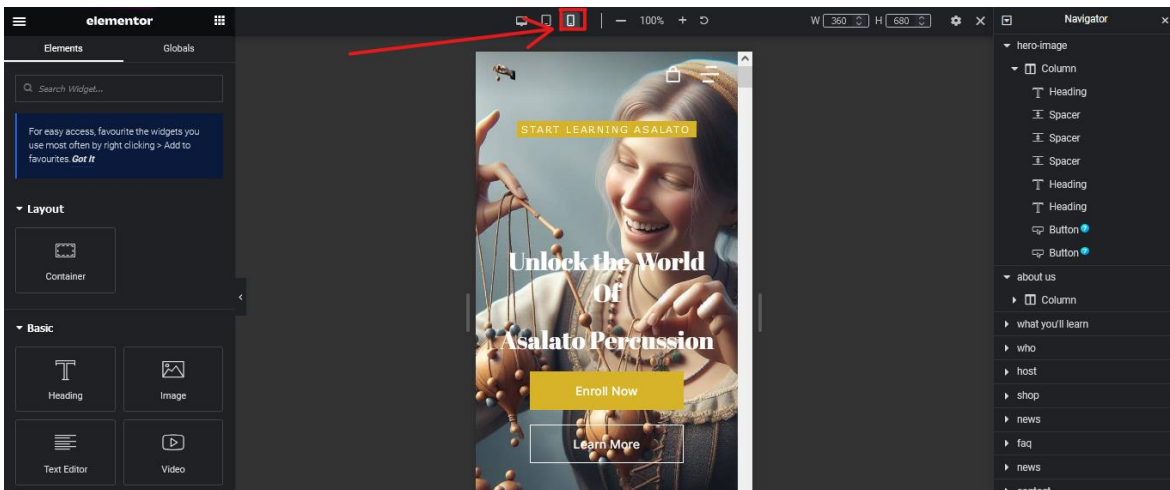 elementor
Elements
Globals
Search Widget...
For easy access, favourite the widgets you
use most often by right clicking > Add to
favourites. Got It
Layout
Container
Basic
Heading
Image
Text Editor
Video
100%
W 360
H 680
START LEARNING ASALATO
Unlock the World
Of
Asalato Percussion
Enroll Now
Learn More
Navigator
hero-image
Column
Heading
Spacer
Spacer
Spacer
Heading
Heading
Button
Button
about us
Column
what you'll learn
who
host
shop
news
faq
news